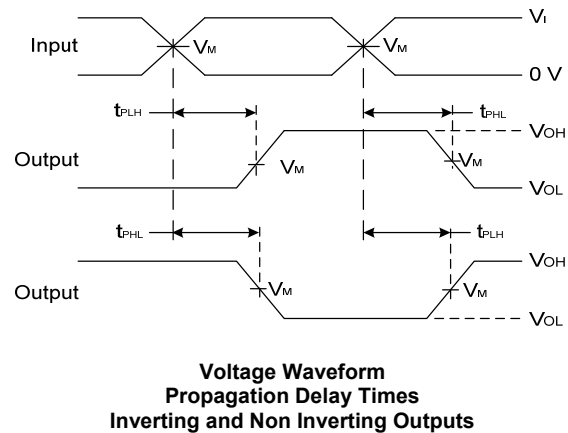 Input VM VM VI
0 V
tPLH tPHL
Output VM VM VOH
VOL
tPHL tPLH
Output VM VM VOH
VOL
Voltage Waveform
Propagation Delay Times
Inverting and Non Inverting Outputs